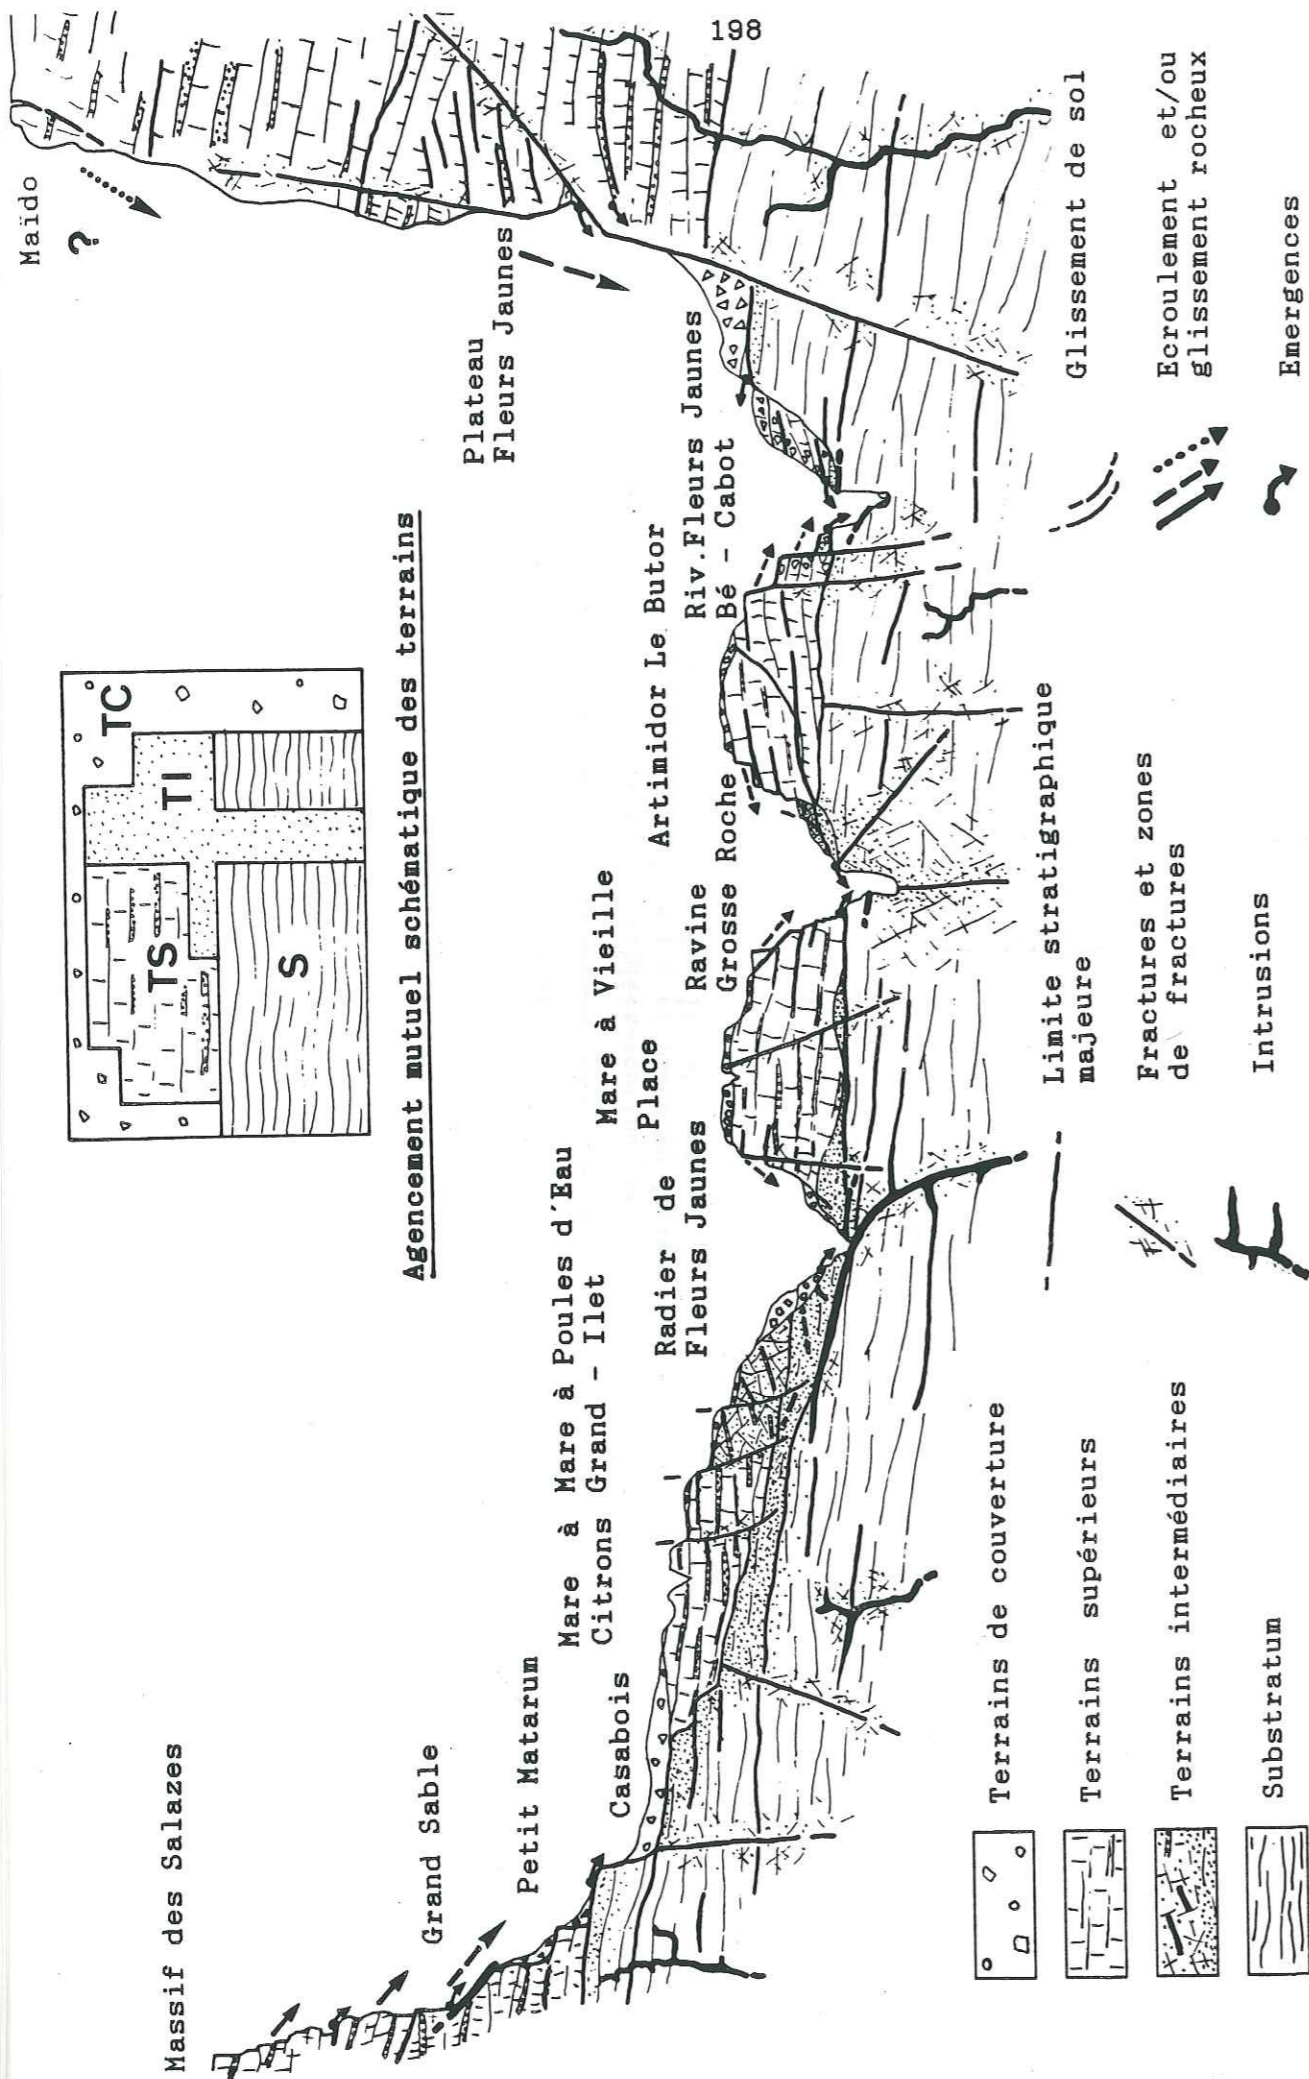 198
Maïdo
?
Plateau
Fleurs Jaunes
Riv.Fleurs Jaunes
Bé - Cabot
Artimidor Le Butor
Ravine
Grosse Roche
Mare à Vieille
Place
Radier de
Fleurs Jaunes
Mare à Poules d'Eau
Grand - Ilet
Mare à
Citrons
Casabois
Petit Matarum
Grand Sable
Massif des Salazes
TC
TS
TI
S
Agencement mutuel schématique des terrains
Terrains de couverture
Terrains supérieurs
Terrains intermédiaires
Substratum
Limite stratigraphique
majeure
Fractures et zones
de fractures
Intrusions
Glissement de sol
Ecroulement et/ou
glissement rocheux
Emergences